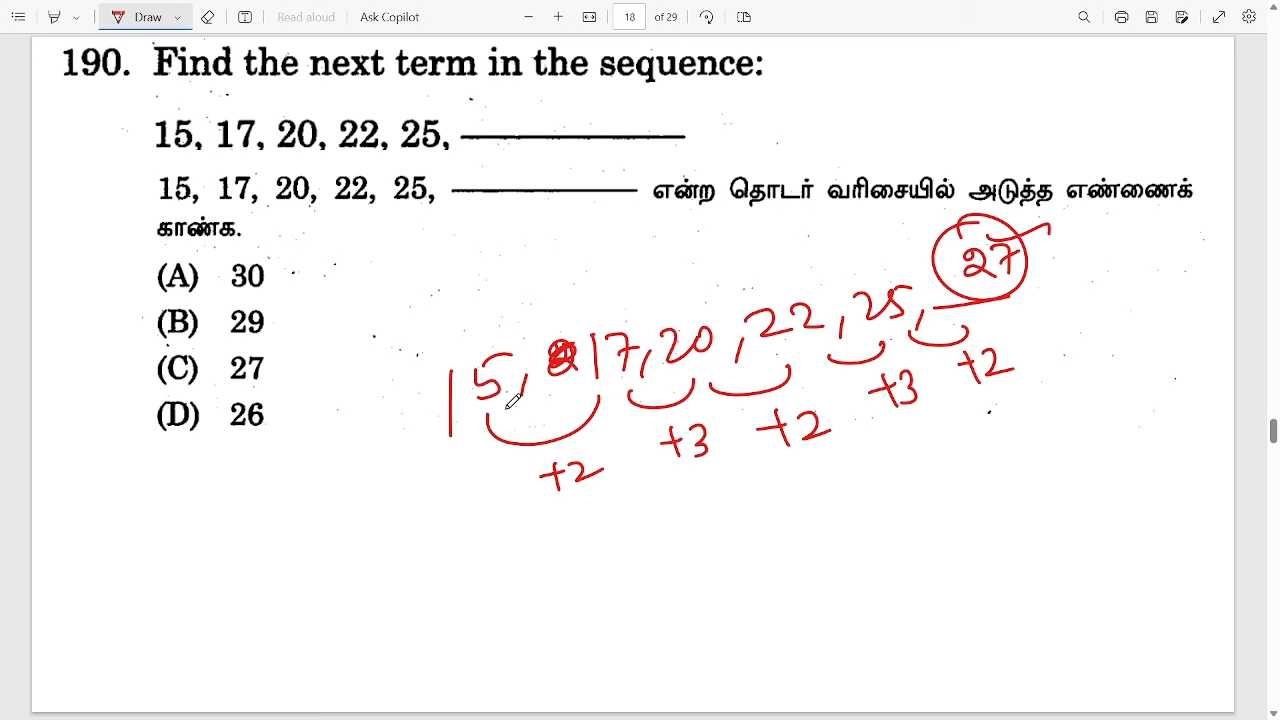 Draw
Read aloud
Ask Copilot
18 of 29
190. Find the next term in the sequence:
15, 17, 20, 22, 25,
15, 17, 20, 22, 25, என்ற தொடர் வரிசையில் அடுத்த எண்ணைக்
காண்க.
(A) 30
(B) 29
(C) 27
(D) 26
15, 17, 20, 22, 25, 27
+2 +3 +2 +3 +2